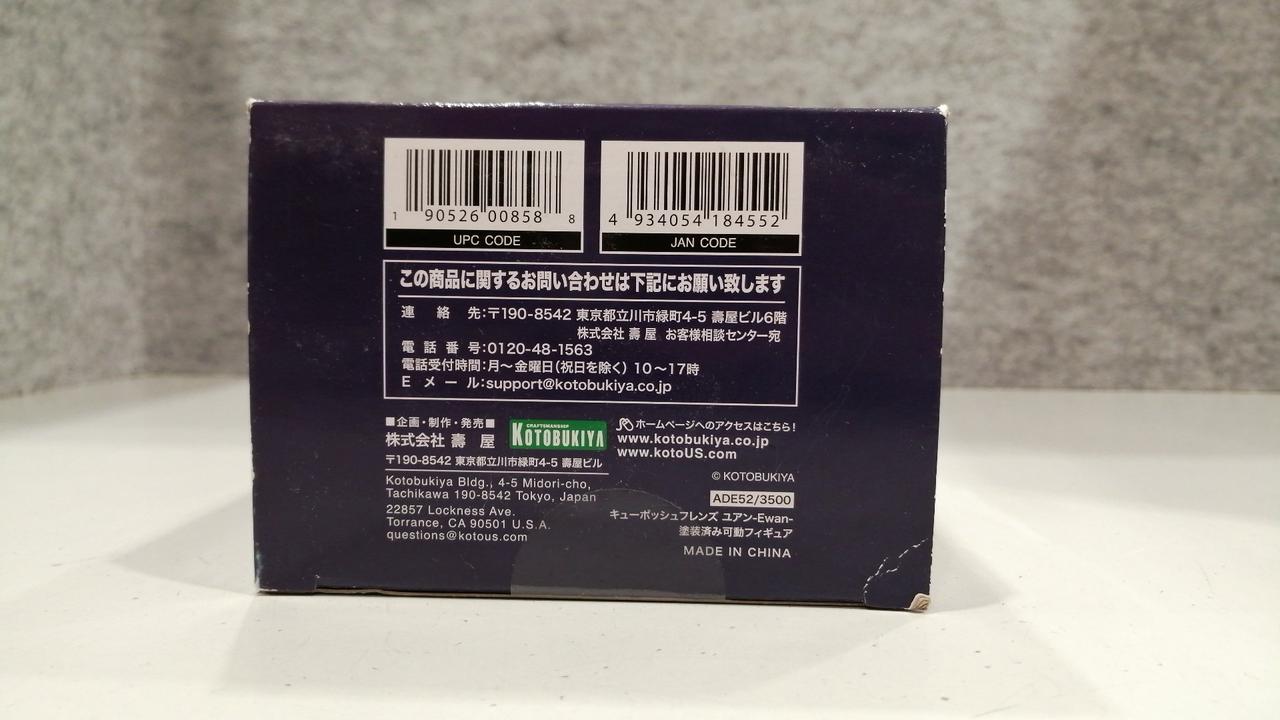 1 90526 00858 8
UPC CODE
4 934054 184552
JAN CODE
この商品に関するお問い合わせは下記にお願い致します
連絡先:〒190-8542 東京都立川市緑町4-5 壽屋ビル6階
株式会社 壽屋 お客様相談センター宛
電話番号:0120-48-1563
電話受付時間:月〜金曜日(祝日を除く) 10〜17時
Eメール:support@kotobukiya.co.jp
■企画・制作・発売■
株式会社 壽屋
CRAFTSMANSHIP
KOTOBUKIYA
ホームページへのアクセスはこちら!
www.kotobukiya.co.jp
www.kotoUS.com
〒190-8542 東京都立川市緑町4-5 壽屋ビル
Kotobukiya Bldg., 4-5 Midori-cho,
Tachikawa 190-8542 Tokyo, Japan
22857 Lockness Ave.
Torrance, CA 90501 U.S.A.
questions@kotous.com
© KOTOBUKIYA
ADE52/3500
キューポッシュフレンズ ユアン-Ewan-
塗装済み可動フィギュア
MADE IN CHINA